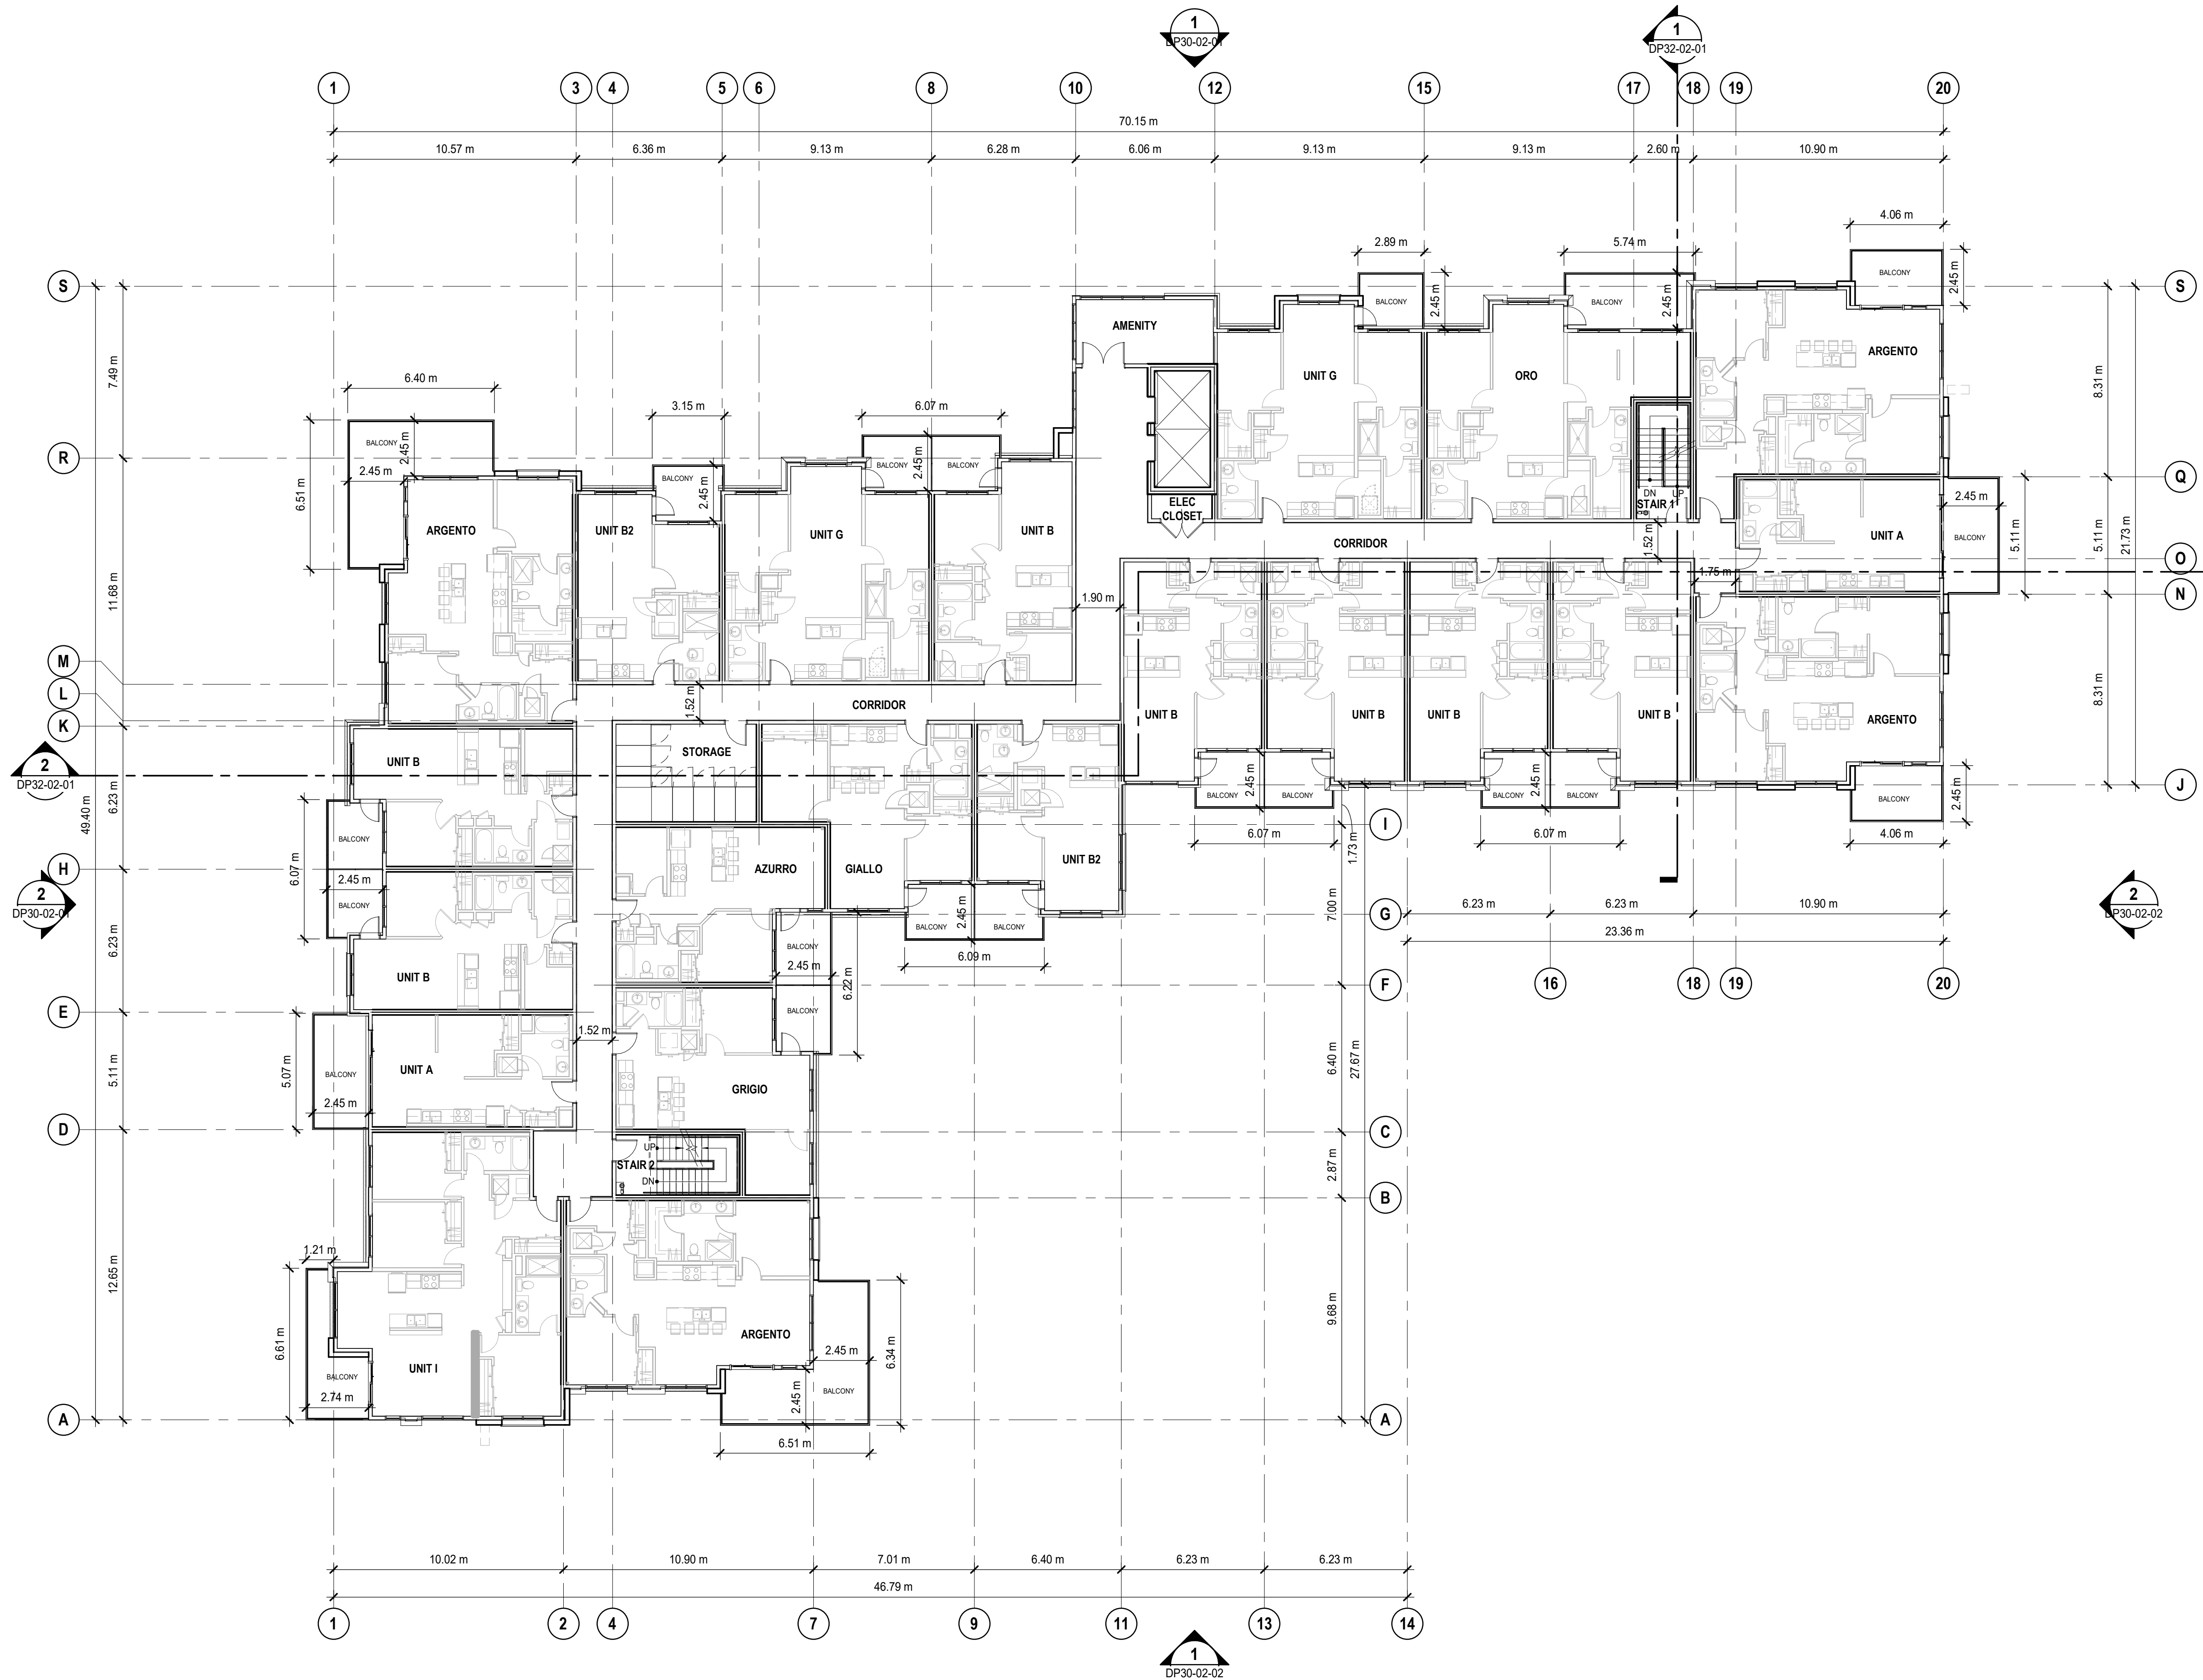 1
DP30-02-01
1
DP32-02-01
1
3
4
5
6
8
10
12
15
17
18
19
20
70.15 m
10.57 m
6.36 m
9.13 m
6.28 m
6.06 m
9.13 m
9.13 m
2.60 m
10.90 m
4.06 m
2.89 m
5.74 m
S
S
BALCONY
2.45 m
BALCONY
2.45 m
BALCONY
2.45 m
AMENITY
7.49 m
ARGENTO
UNIT G
ORO
8.31 m
6.40 m
3.15 m
6.07 m
BALCONY
2.45 m
R
2.45 m
6.51 m
BALCONY
2.45 m
BALCONY
BALCONY
2.45 m
Q
DN
UP
STAIR 1
ELEC
CLOSET
2.45 m
ARGENTO
UNIT B2
UNIT G
UNIT B
UNIT A
BALCONY
5.11 m
5.11 m
21.73 m
CORRIDOR
1.52 m
O
11.68 m
1.75 m
N
1.90 m
M
L
K
1.52 m
CORRIDOR
UNIT B
UNIT B
UNIT B
UNIT B
ARGENTO
8.31 m
STORAGE
UNIT B
2
DP32-02-01
49.40 m
6.23 m
2.45 m
BALCONY
BALCONY
2.45 m
BALCONY
BALCONY
BALCONY
2.45 m
J
6.07 m
6.07 m
4.06 m
I
1.73 m
BALCONY
6.07 m
2.45 m
BALCONY
H
2
DP30-02-01
AZURRO
GIALLO
UNIT B2
7.00 m
G
6.23 m
6.23 m
10.90 m
2
DP30-02-02
23.36 m
BALCONY
2.45 m
BALCONY
6.09 m
BALCONY
2.45 m
6.22 m
6.23 m
UNIT B
F
16
18
19
20
E
BALCONY
1.52 m
5.11 m
5.07 m
BALCONY
2.45 m
UNIT A
GRIGIO
6.40 m
27.67 m
D
C
UP
STAIR 2
DN
2.87 m
B
12.65 m
1.21 m
6.61 m
BALCONY
2.74 m
UNIT I
ARGENTO
2.45 m
2.45 m
BALCONY
6.34 m
9.68 m
A
A
6.51 m
10.02 m
10.90 m
7.01 m
6.40 m
6.23 m
6.23 m
46.79 m
1
2
4
7
9
11
13
14
1
DP30-02-02